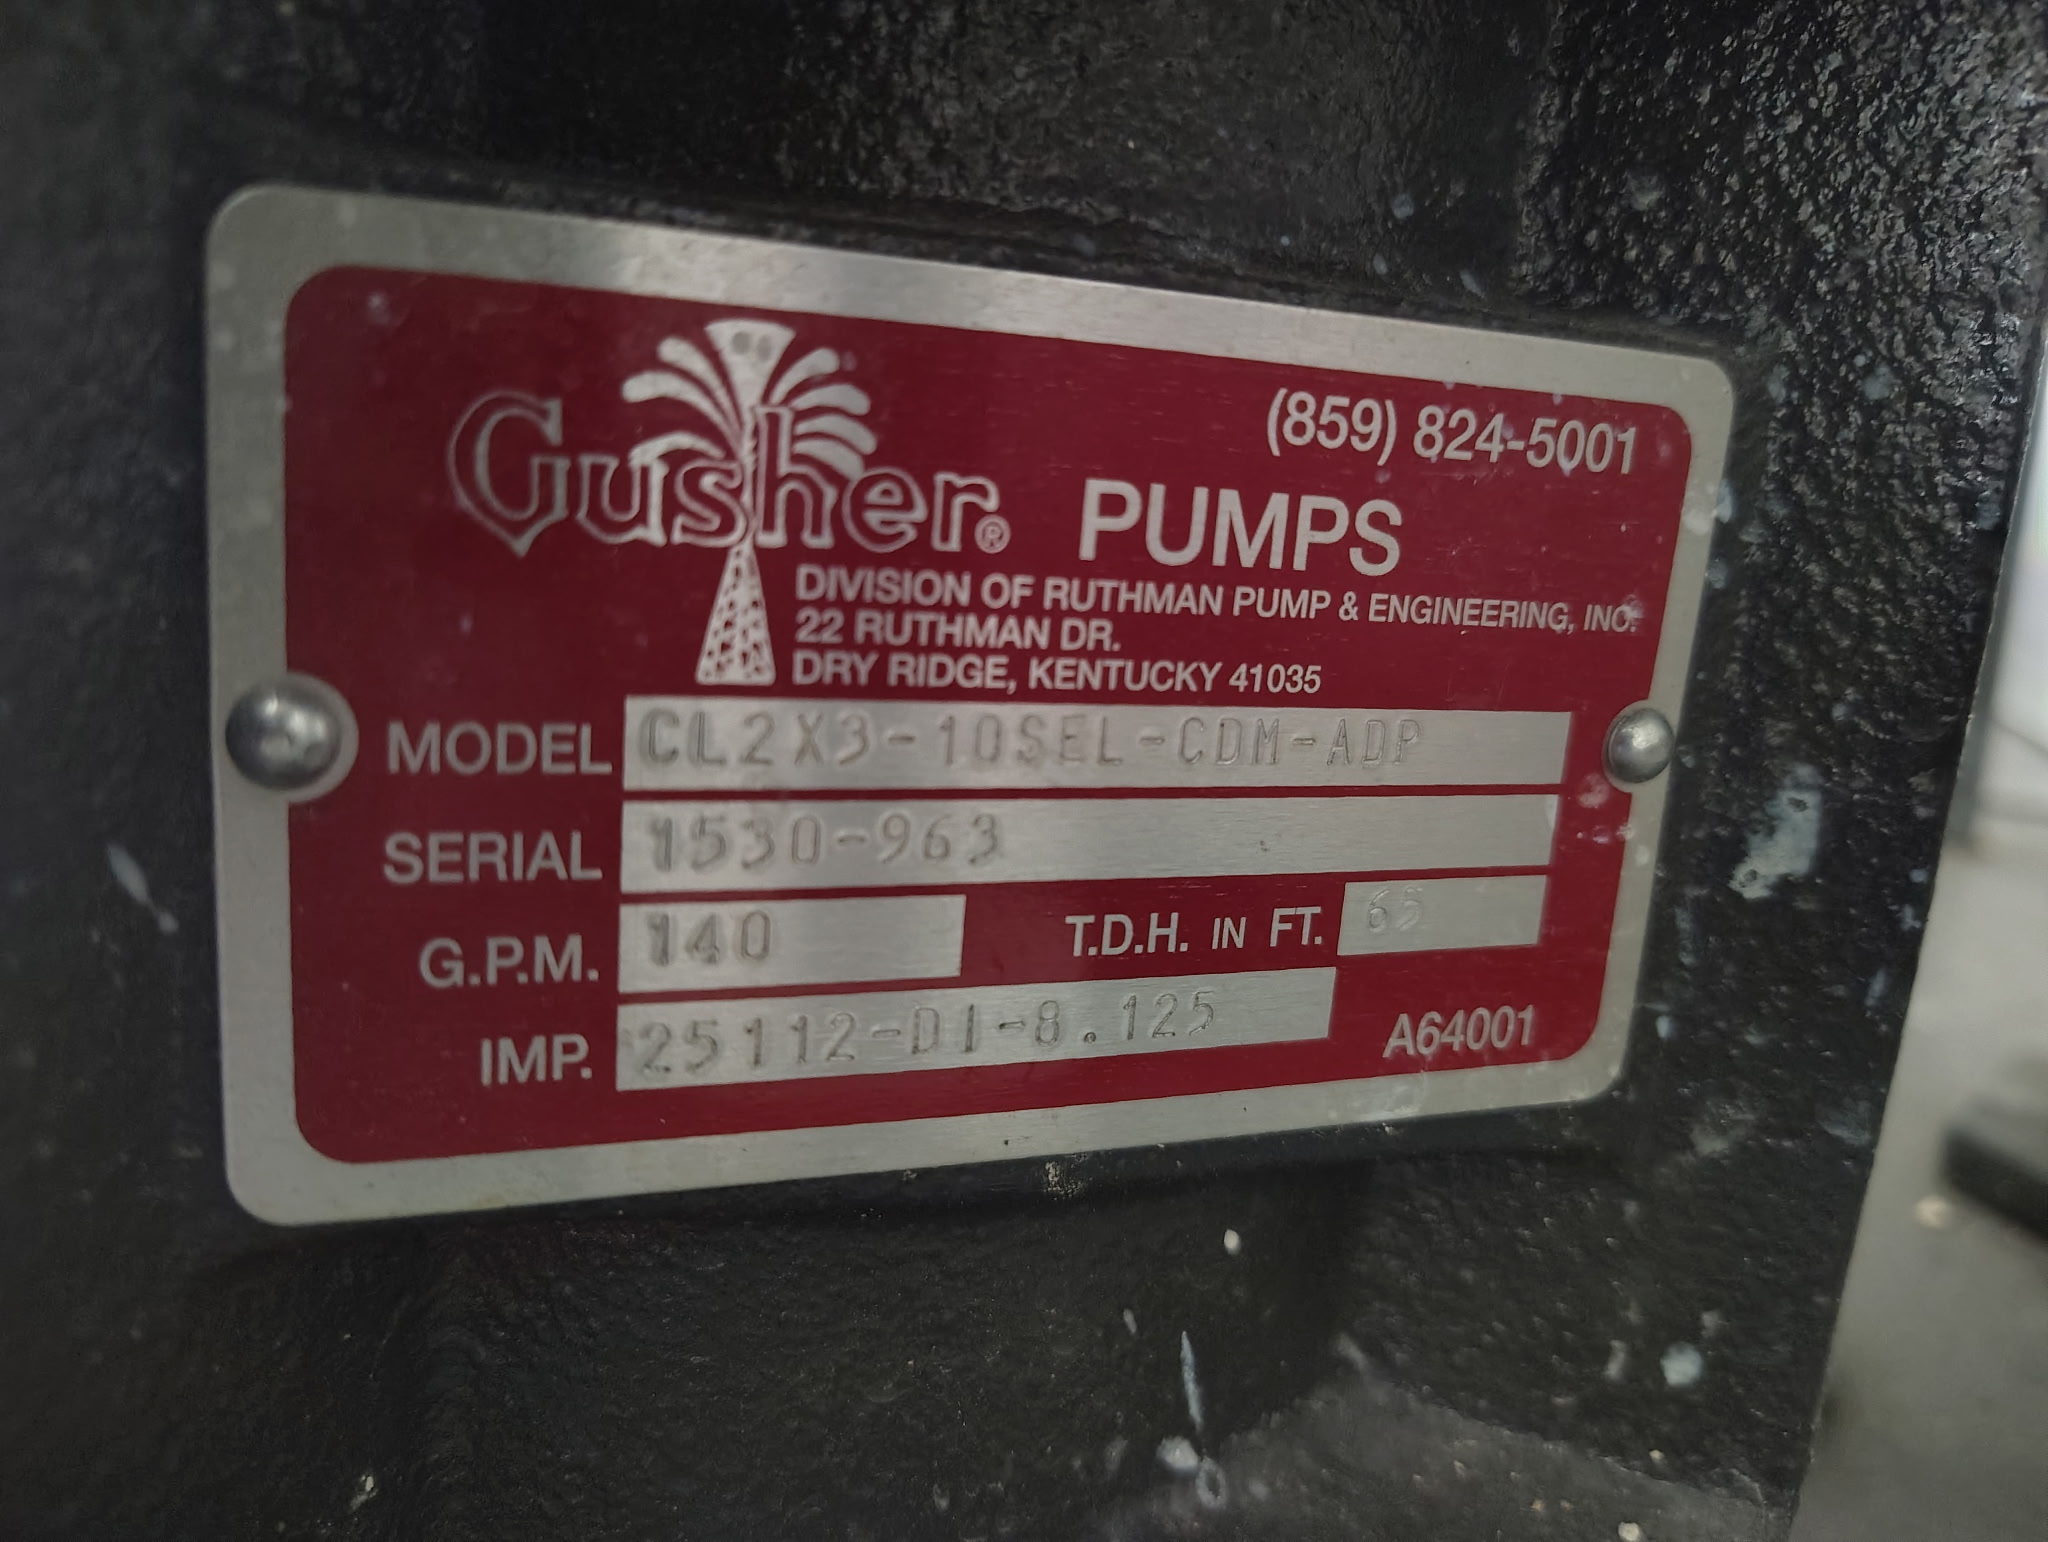 (859) 824-5001
Gusher® PUMPS
DIVISION OF RUTHMAN PUMP & ENGINEERING, INC.
22 RUTHMAN DR.
DRY RIDGE, KENTUCKY 41035
MODEL CL2X3-10SEL-CDM-ADP
SERIAL 1530-963
G.P.M. 140 T.D.H. IN FT. 65
IMP. 25112-DI-8.125 A64001